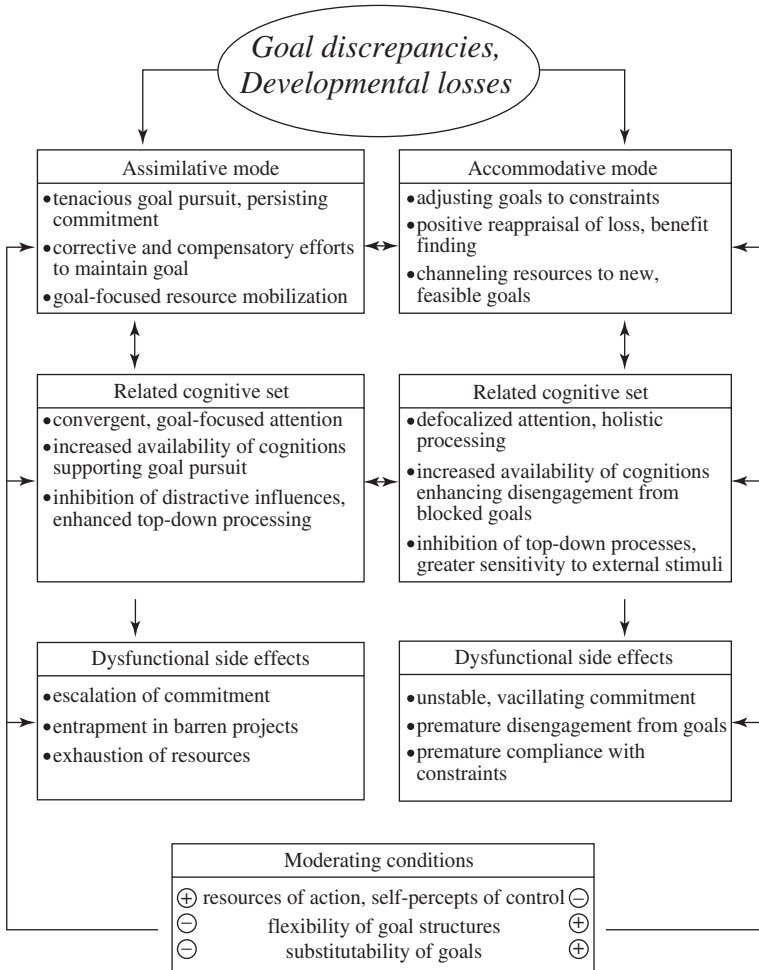 Goal discrepancies,
Developmental losses
Assimilative mode
•tenacious goal pursuit, persisting
commitment
•corrective and compensatory efforts
to maintain goal
•goal-focused resource mobilization
Accommodative mode
•adjusting goals to constraints
•positive reappraisal of loss, benefit
finding
•channeling resources to new,
feasible goals
Related cognitive set
•convergent, goal-focused attention
•increased availability of cognitions
supporting goal pursuit
•inhibition of distractive influences,
enhanced top-down processing
Related cognitive set
•defocalized attention, holistic
processing
•increased availability of cognitions
enhancing disengagement from
blocked goals
•inhibition of top-down processes,
greater sensitivity to external stimuli
Dysfunctional side effects
•escalation of commitment
•entrapment in barren projects
•exhaustion of resources
Dysfunctional side effects
•unstable, vacillating commitment
•premature disengagement from goals
•premature compliance with
constraints
Moderating conditions
⊕ resources of action, self-percepts of control ⊖
⊖ flexibility of goal structures ⊕
⊖ substitutability of goals ⊕